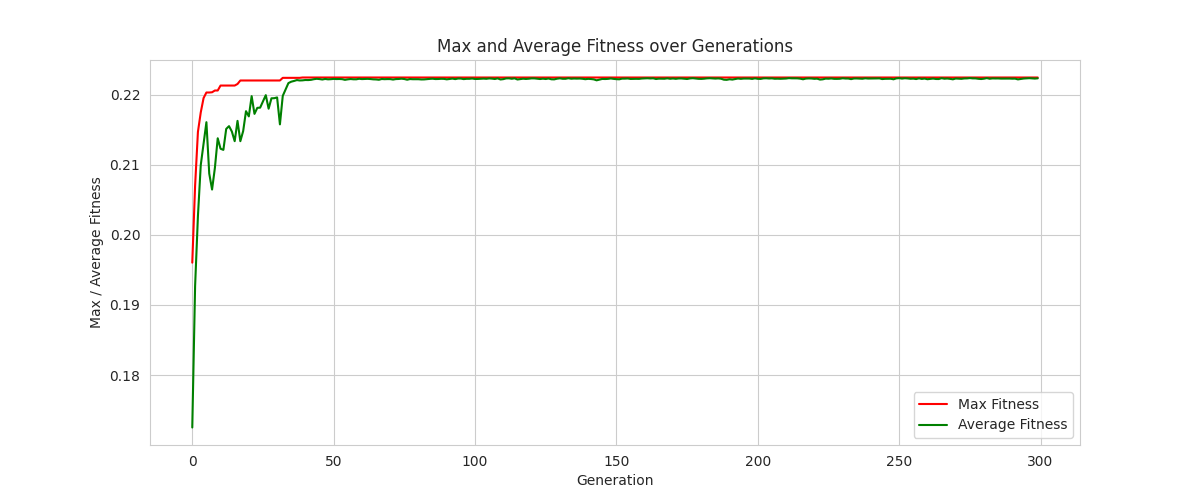 Max and Average Fitness over Generations
Max / Average Fitness
0.22
0.21
0.20
0.19
0.18
0
50
100
150
200
250
300
Generation
Max Fitness
Average Fitness